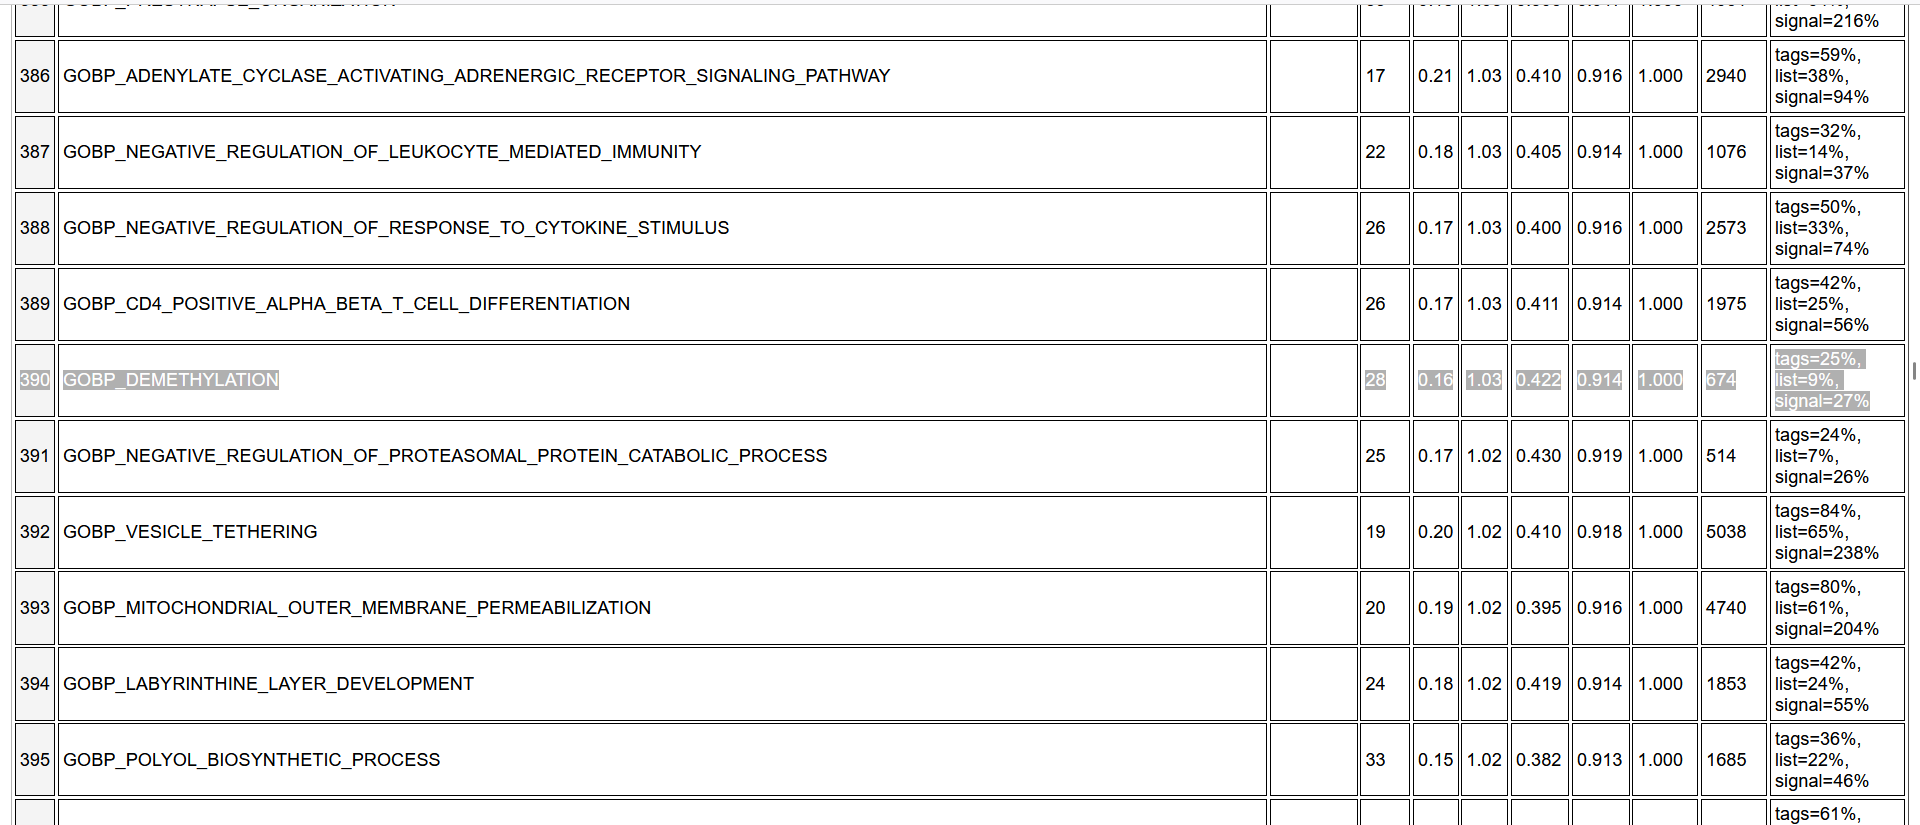 signal=216%
386 GOBP_ADENYLATE_CYCLASE_ACTIVATING_ADRENERGIC_RECEPTOR_SIGNALING_PATHWAY 17 0.21 1.03 0.410 0.916 1.000 2940 tags=59%,
list=38%,
signal=94%
387 GOBP_NEGATIVE_REGULATION_OF_LEUKOCYTE_MEDIATED_IMMUNITY 22 0.18 1.03 0.405 0.914 1.000 1076 tags=32%,
list=14%,
signal=37%
388 GOBP_NEGATIVE_REGULATION_OF_RESPONSE_TO_CYTOKINE_STIMULUS 26 0.17 1.03 0.400 0.916 1.000 2573 tags=50%,
list=33%,
signal=74%
389 GOBP_CD4_POSITIVE_ALPHA_BETA_T_CELL_DIFFERENTIATION 26 0.17 1.03 0.411 0.914 1.000 1975 tags=42%,
list=25%,
signal=56%
390 GOBP_DEMETHYLATION 28 0.16 1.03 0.422 0.914 1.000 674 tags=25%,
list=9%,
signal=27%
391 GOBP_NEGATIVE_REGULATION_OF_PROTEASOMAL_PROTEIN_CATABOLIC_PROCESS 25 0.17 1.02 0.430 0.919 1.000 514 tags=24%,
list=7%,
signal=26%
392 GOBP_VESICLE_TETHERING 19 0.20 1.02 0.410 0.918 1.000 5038 tags=84%,
list=65%,
signal=238%
393 GOBP_MITOCHONDRIAL_OUTER_MEMBRANE_PERMEABILIZATION 20 0.19 1.02 0.395 0.916 1.000 4740 tags=80%,
list=61%,
signal=204%
394 GOBP_LABYRINTHINE_LAYER_DEVELOPMENT 24 0.18 1.02 0.419 0.914 1.000 1853 tags=42%,
list=24%,
signal=55%
395 GOBP_POLYOL_BIOSYNTHETIC_PROCESS 33 0.15 1.02 0.382 0.913 1.000 1685 tags=36%,
list=22%,
signal=46%
tags=61%,